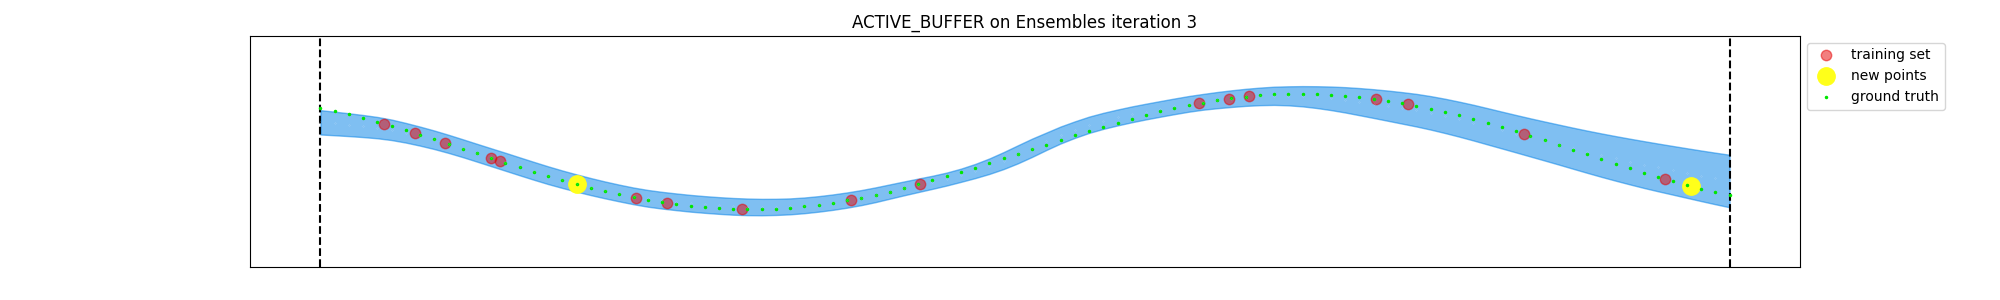 ACTIVE_BUFFER on Ensembles iteration 3
training set
new points
ground truth